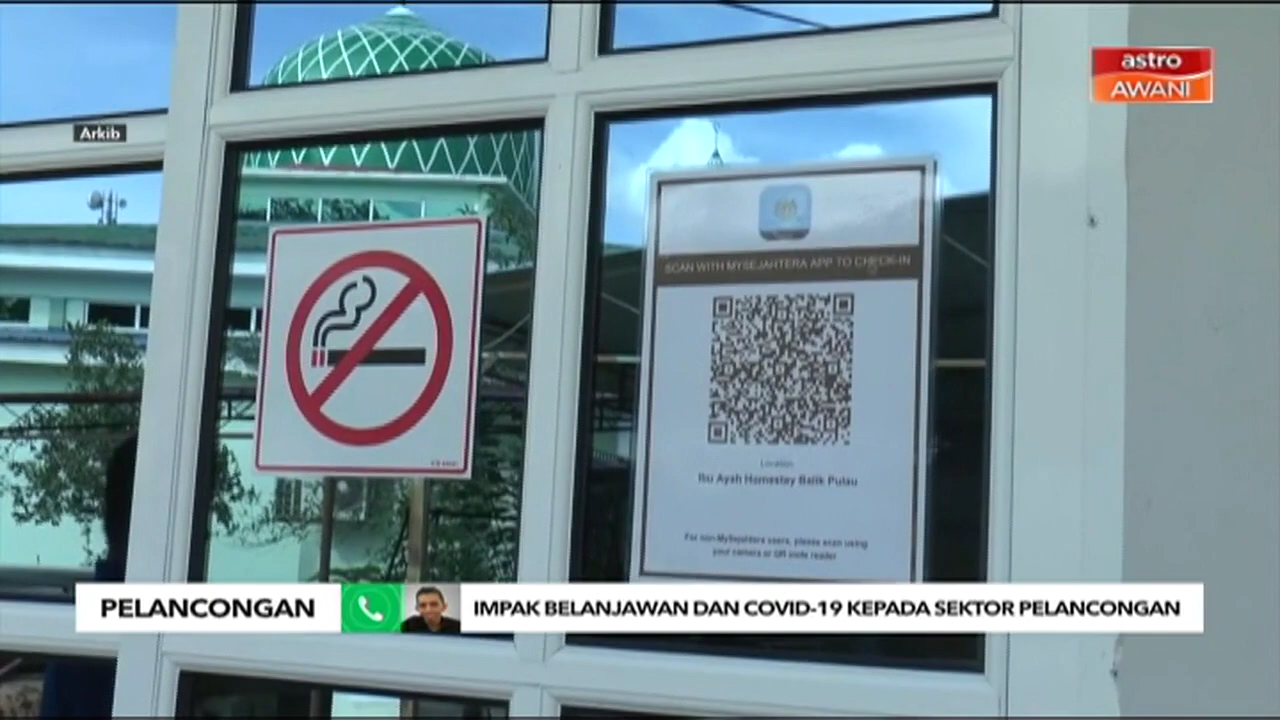 astro
AWANI
Arkib
SCAN WITH MYSEJAHTERA APP TO CHECK-IN
Location
Ibu Ayah Homestay Balik Pulau
For non-MySejahtera users, please scan using
your camera or QR code reader
PELANCONGAN
IMPAK BELANJAWAN DAN COVID-19 KEPADA SEKTOR PELANCONGAN